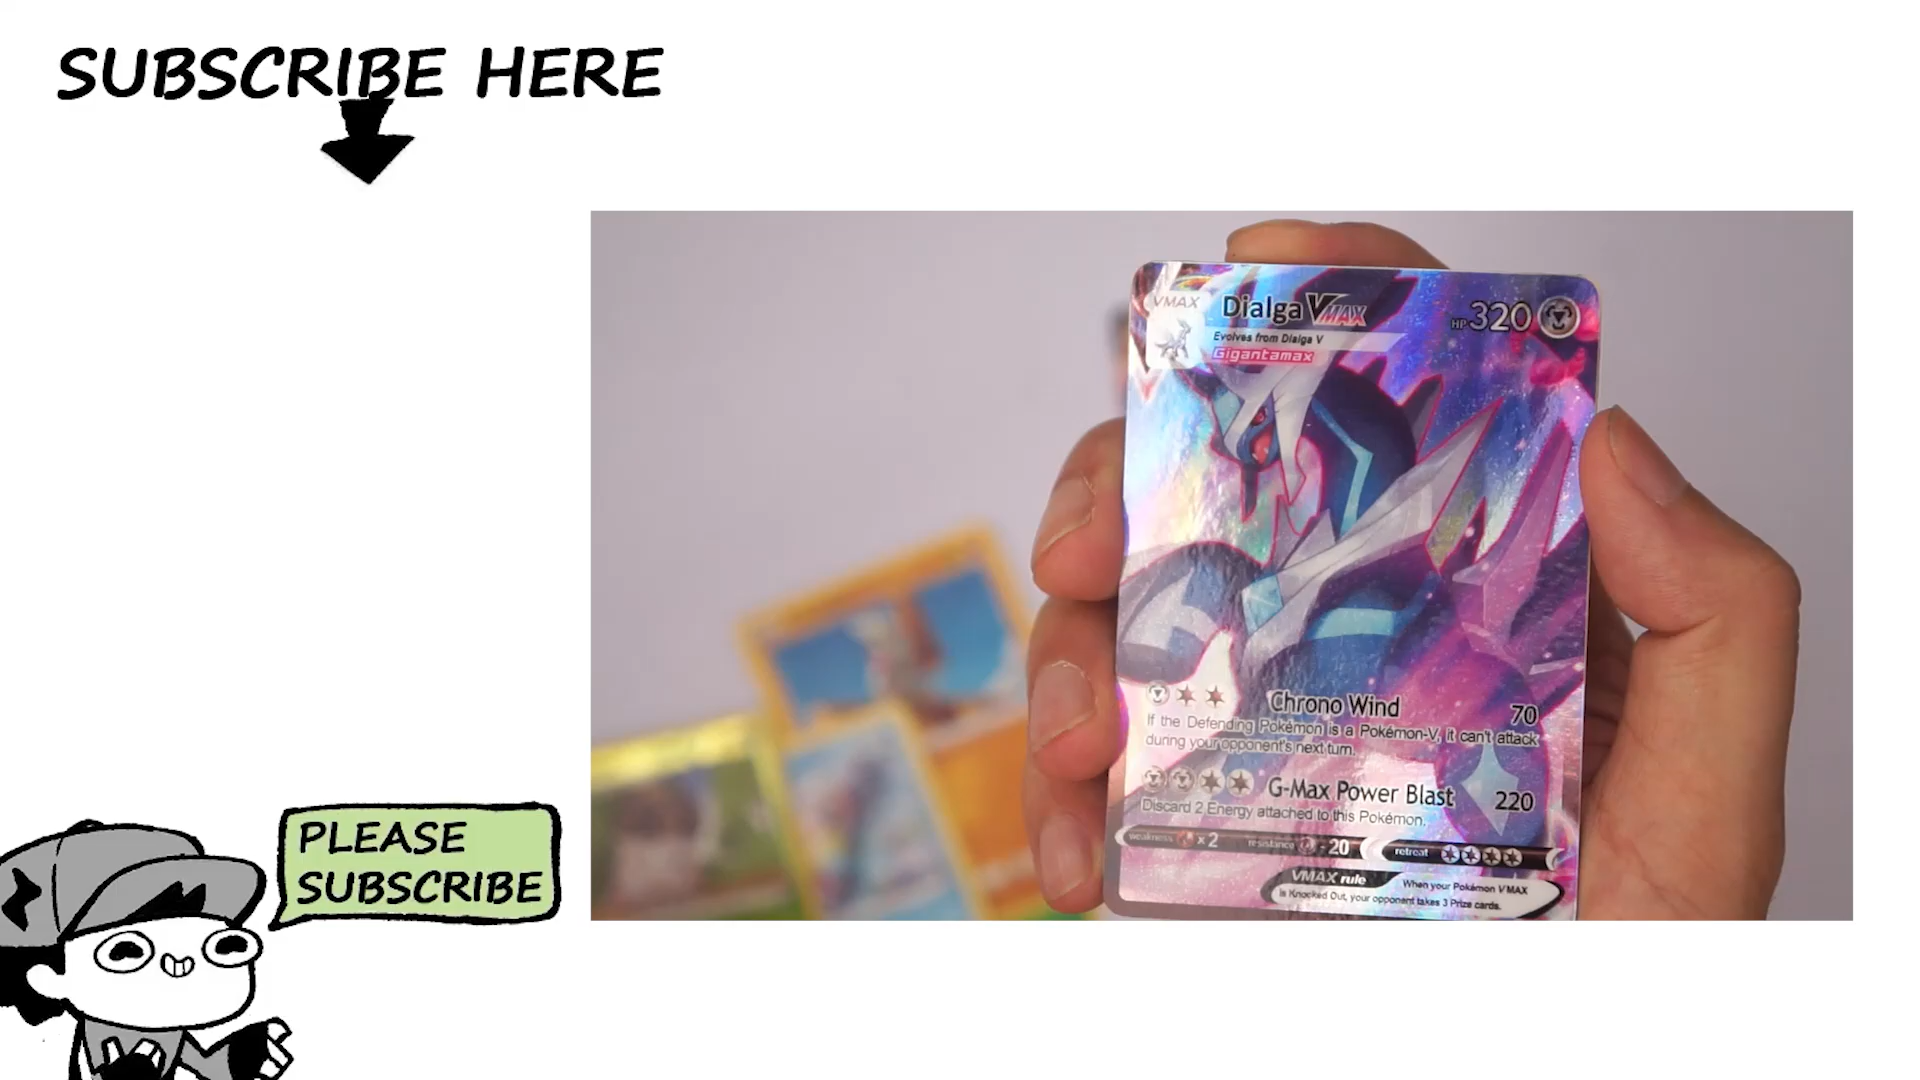 SUBSCRIBE HERE
VMAX
Dialga VMAX
HP 320
Evolves from Dialga V
Gigantamax
Chrono Wind 70
If the Defending Pokémon is a Pokémon-V, it can't attack
during your opponent's next turn.
G-Max Power Blast 220
Discard 2 Energy attached to this Pokémon.
weakness x2 resistance -20 retreat
VMAX rule When your Pokémon VMAX
is Knocked Out, your opponent takes 3 Prize cards.
PLEASE
SUBSCRIBE